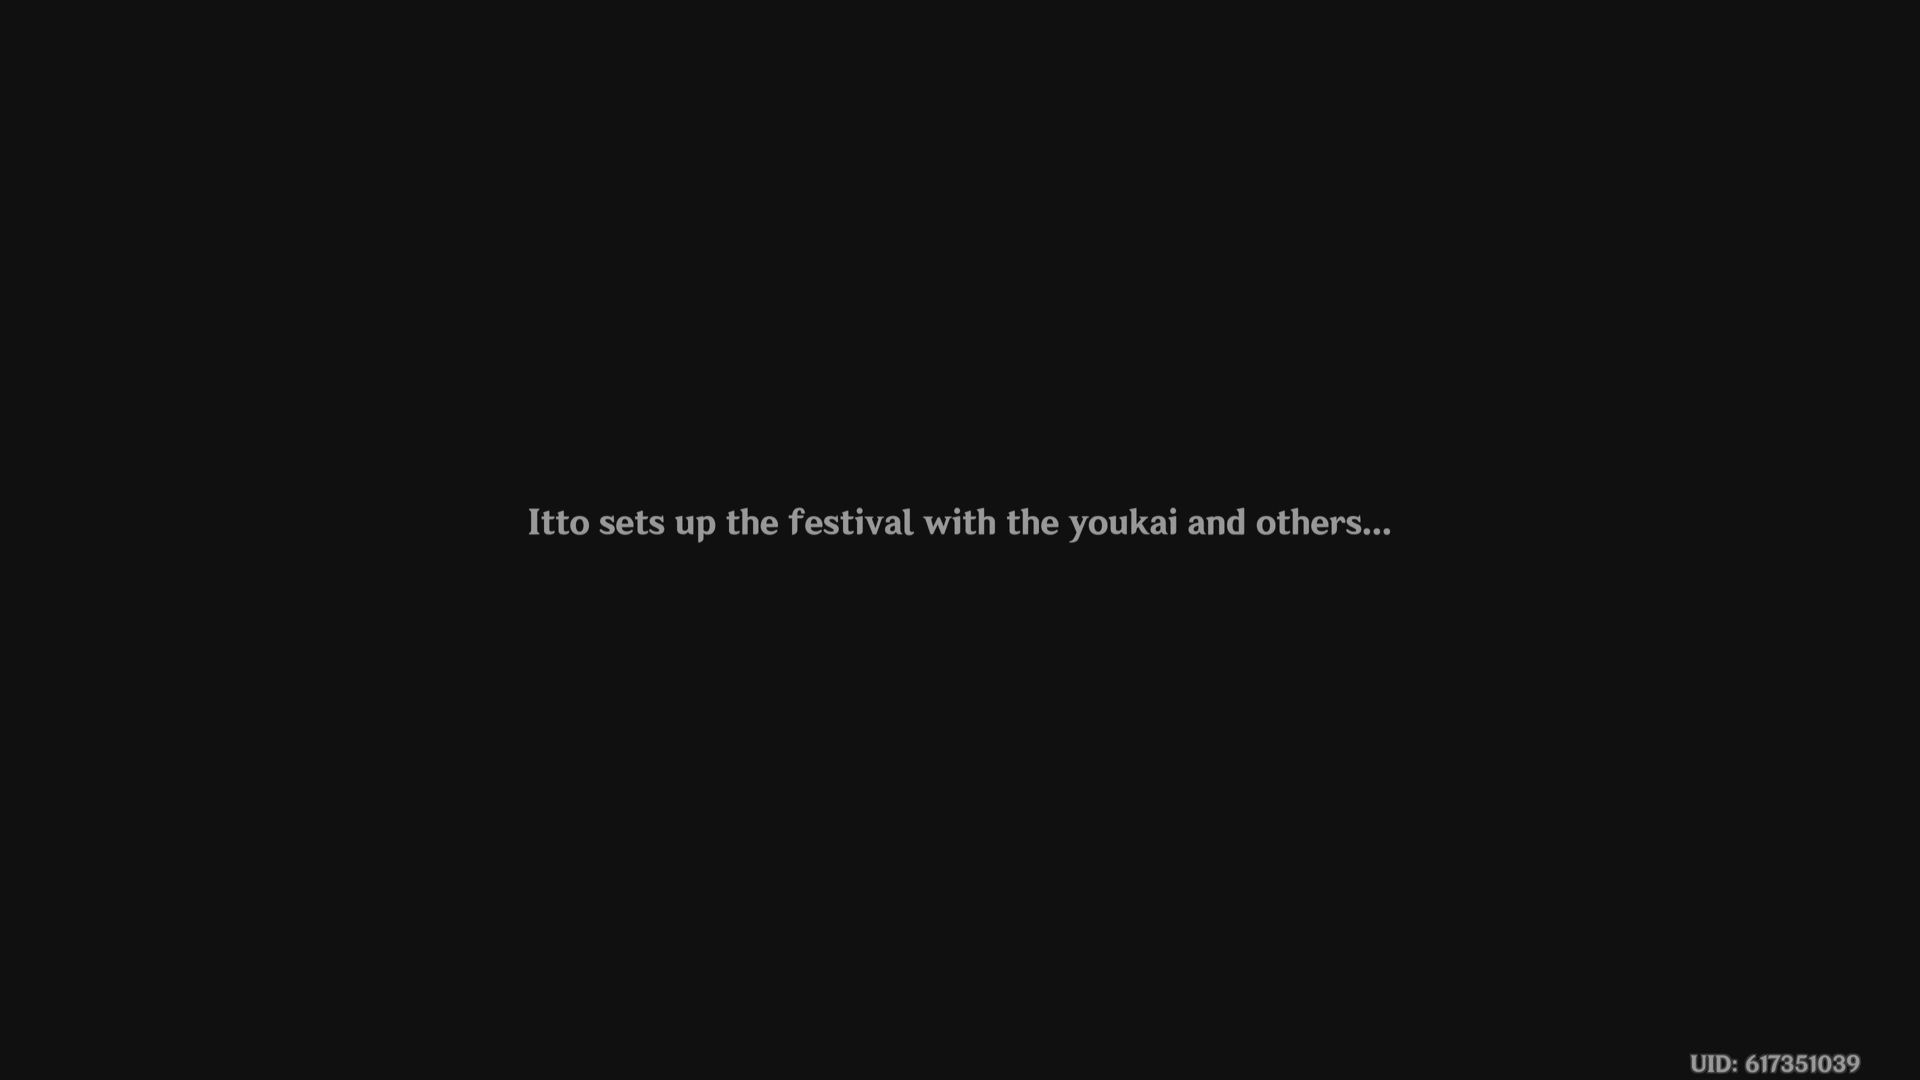 Itto sets up the festival with the youkai and others...
UID: 617351039